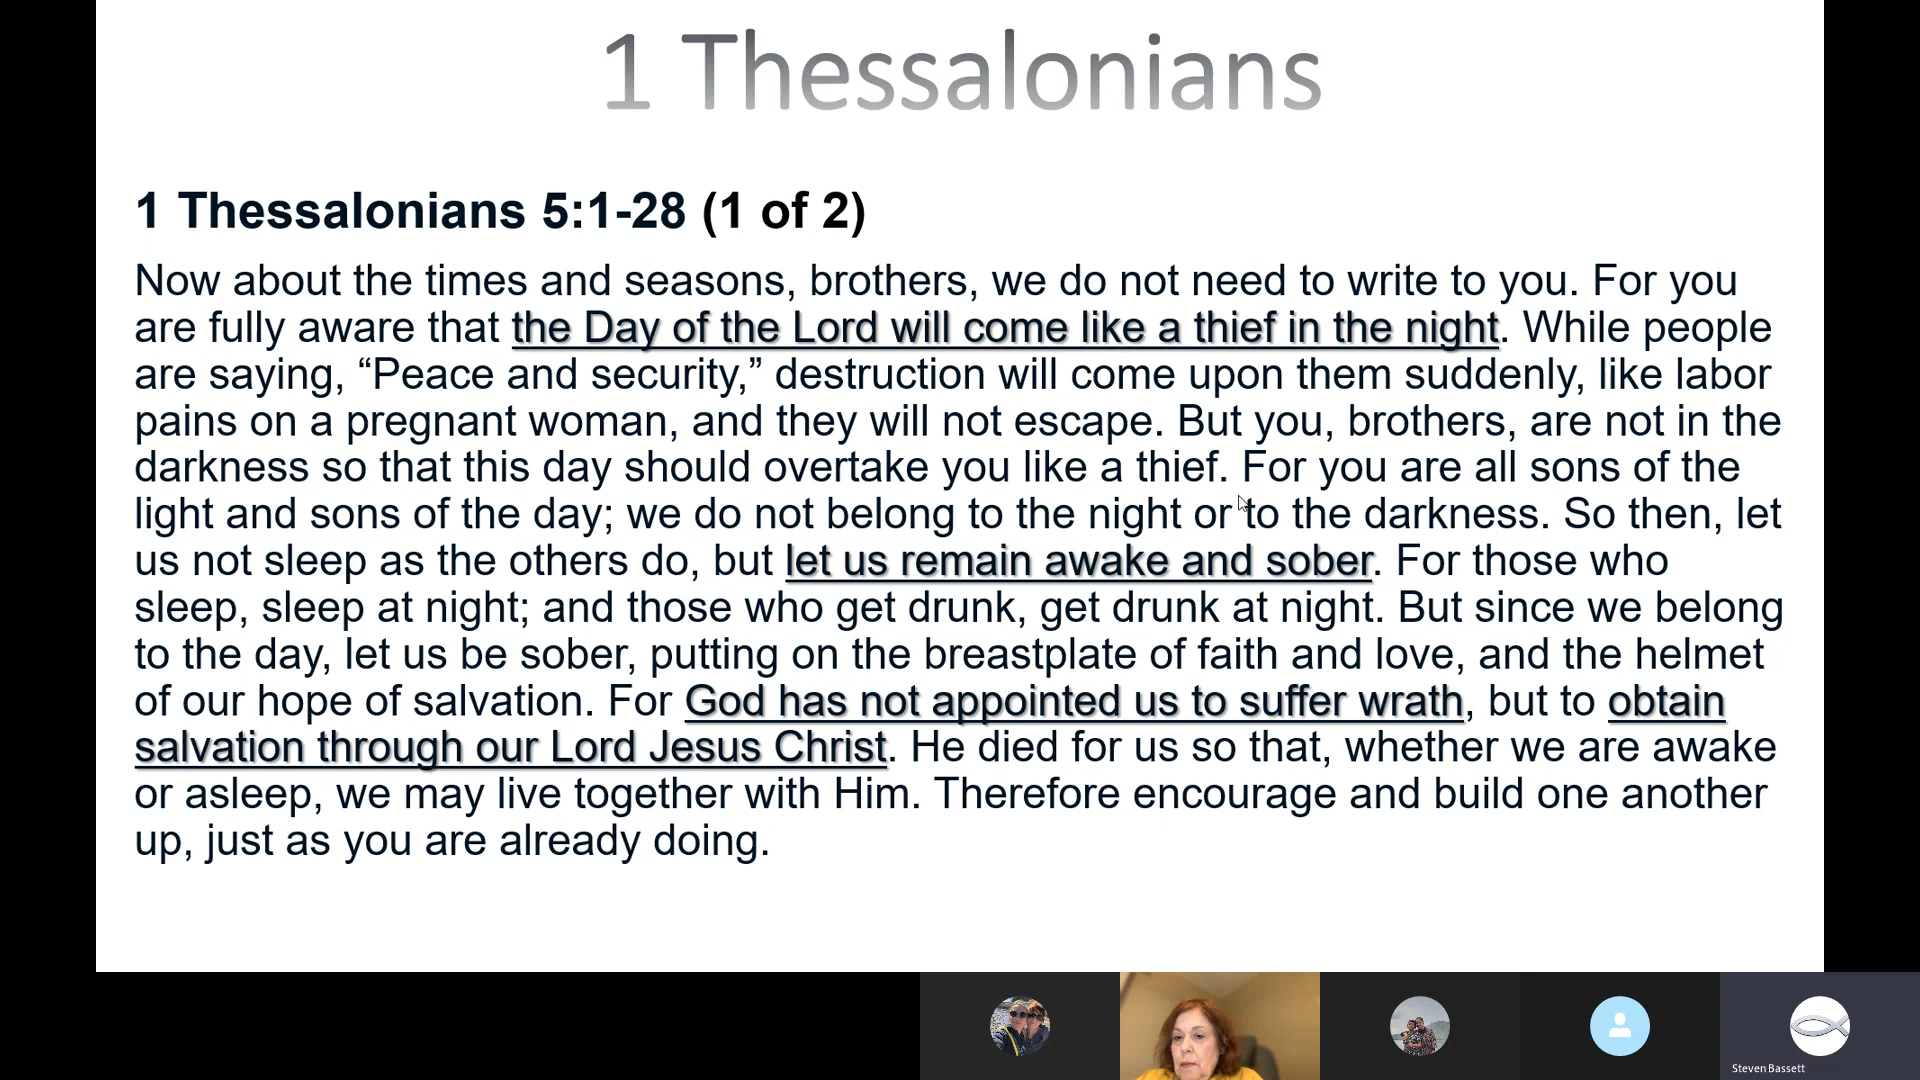 1 Thessalonians
1 Thessalonians 5:1-28 (1 of 2)
Now about the times and seasons, brothers, we do not need to write to you. For you
are fully aware that the Day of the Lord will come like a thief in the night. While people
are saying, “Peace and security,” destruction will come upon them suddenly, like labor
pains on a pregnant woman, and they will not escape. But you, brothers, are not in the
darkness so that this day should overtake you like a thief. For you are all sons of the
light and sons of the day; we do not belong to the night or to the darkness. So then, let
us not sleep as the others do, but let us remain awake and sober. For those who
sleep, sleep at night; and those who get drunk, get drunk at night. But since we belong
to the day, let us be sober, putting on the breastplate of faith and love, and the helmet
of our hope of salvation. For God has not appointed us to suffer wrath, but to obtain
salvation through our Lord Jesus Christ. He died for us so that, whether we are awake
or asleep, we may live together with Him. Therefore encourage and build one another
up, just as you are already doing.
Steven Bassett